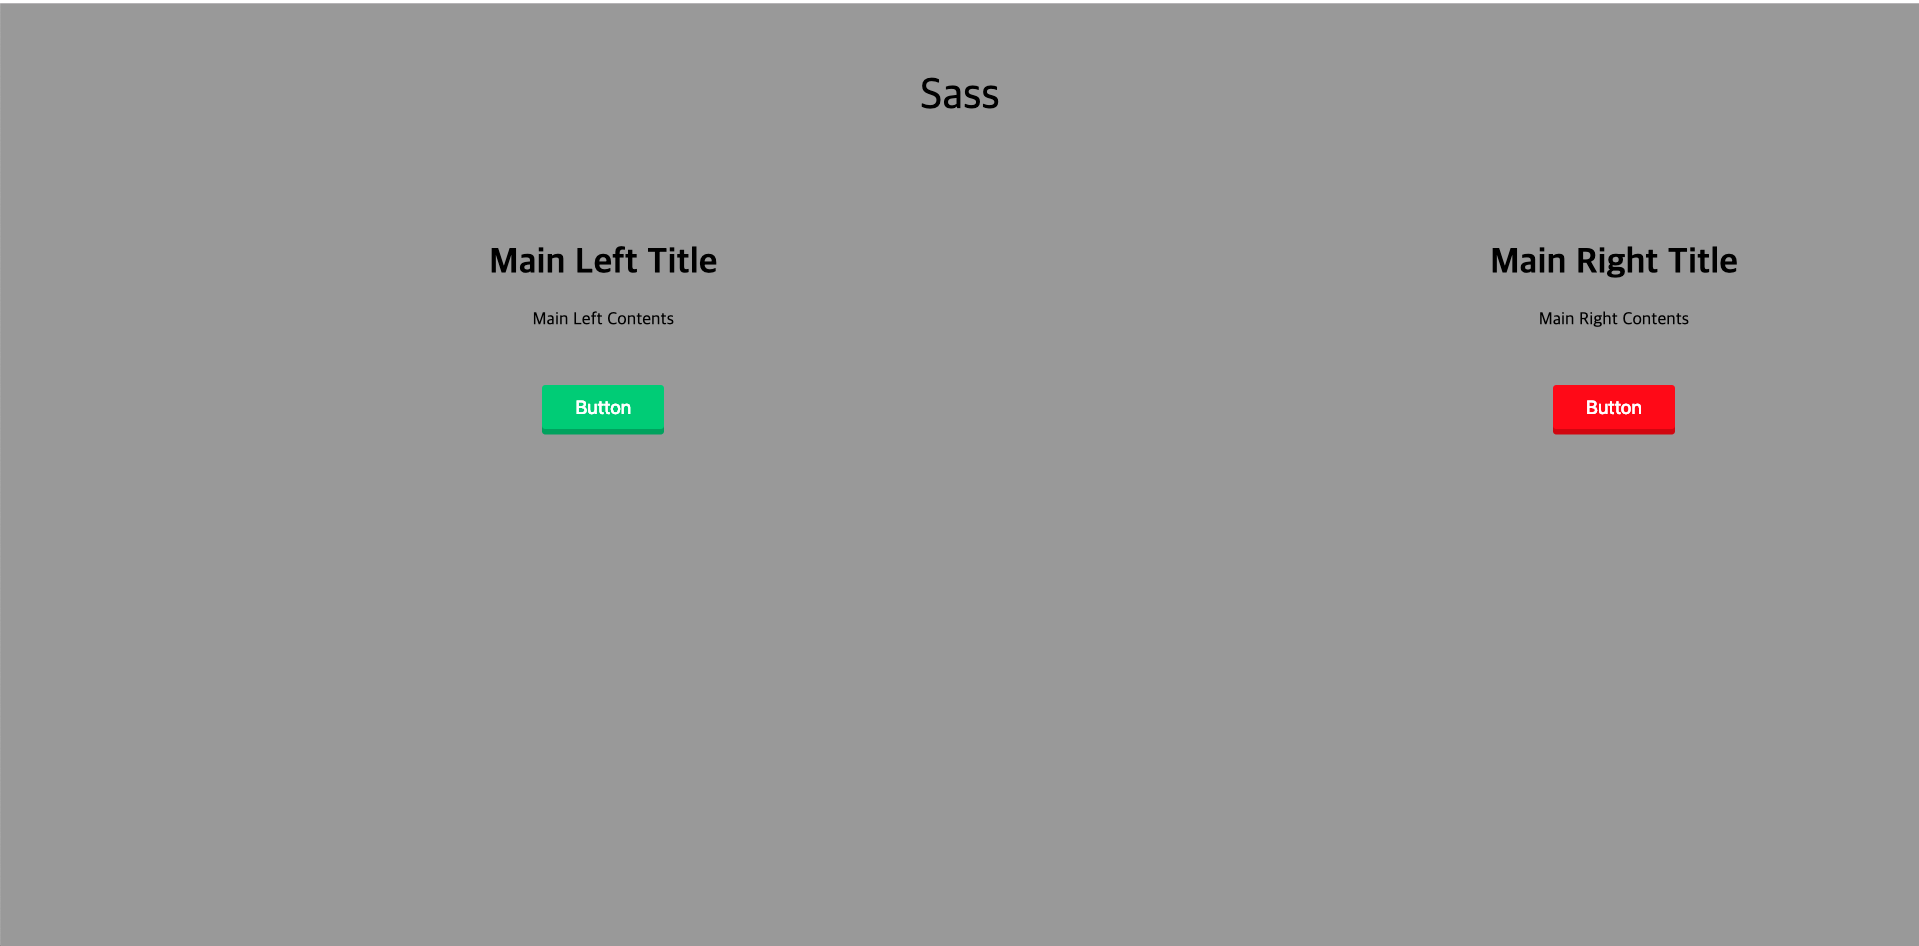 Sass
Main Left Title
Main Left Contents
Button
Main Right Title
Main Right Contents
Button